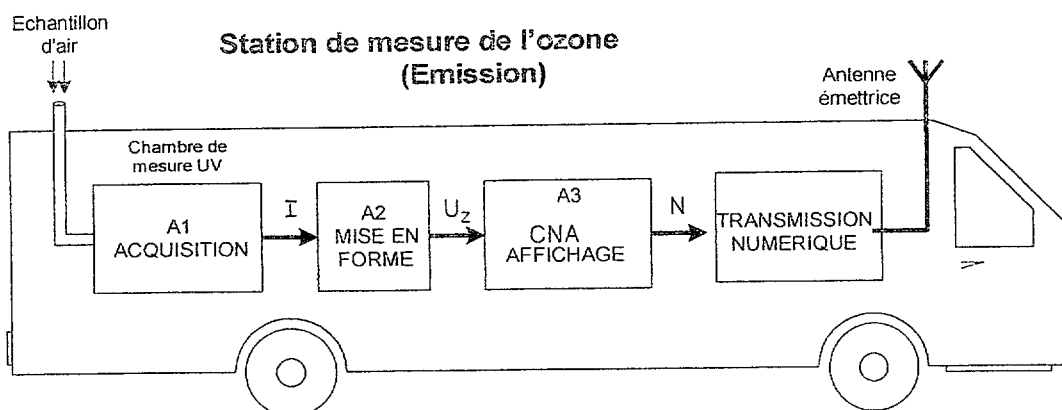 Echantillon
d'air
Station de mesure de l'ozone
(Emission)
Antenne
émettrice
Chambre de
mesure UV
A1
ACQUISITION
I
A2
MISE EN
FORME
Uz
A3
CNA
AFFICHAGE
N
TRANSMISSION
NUMERIQUE